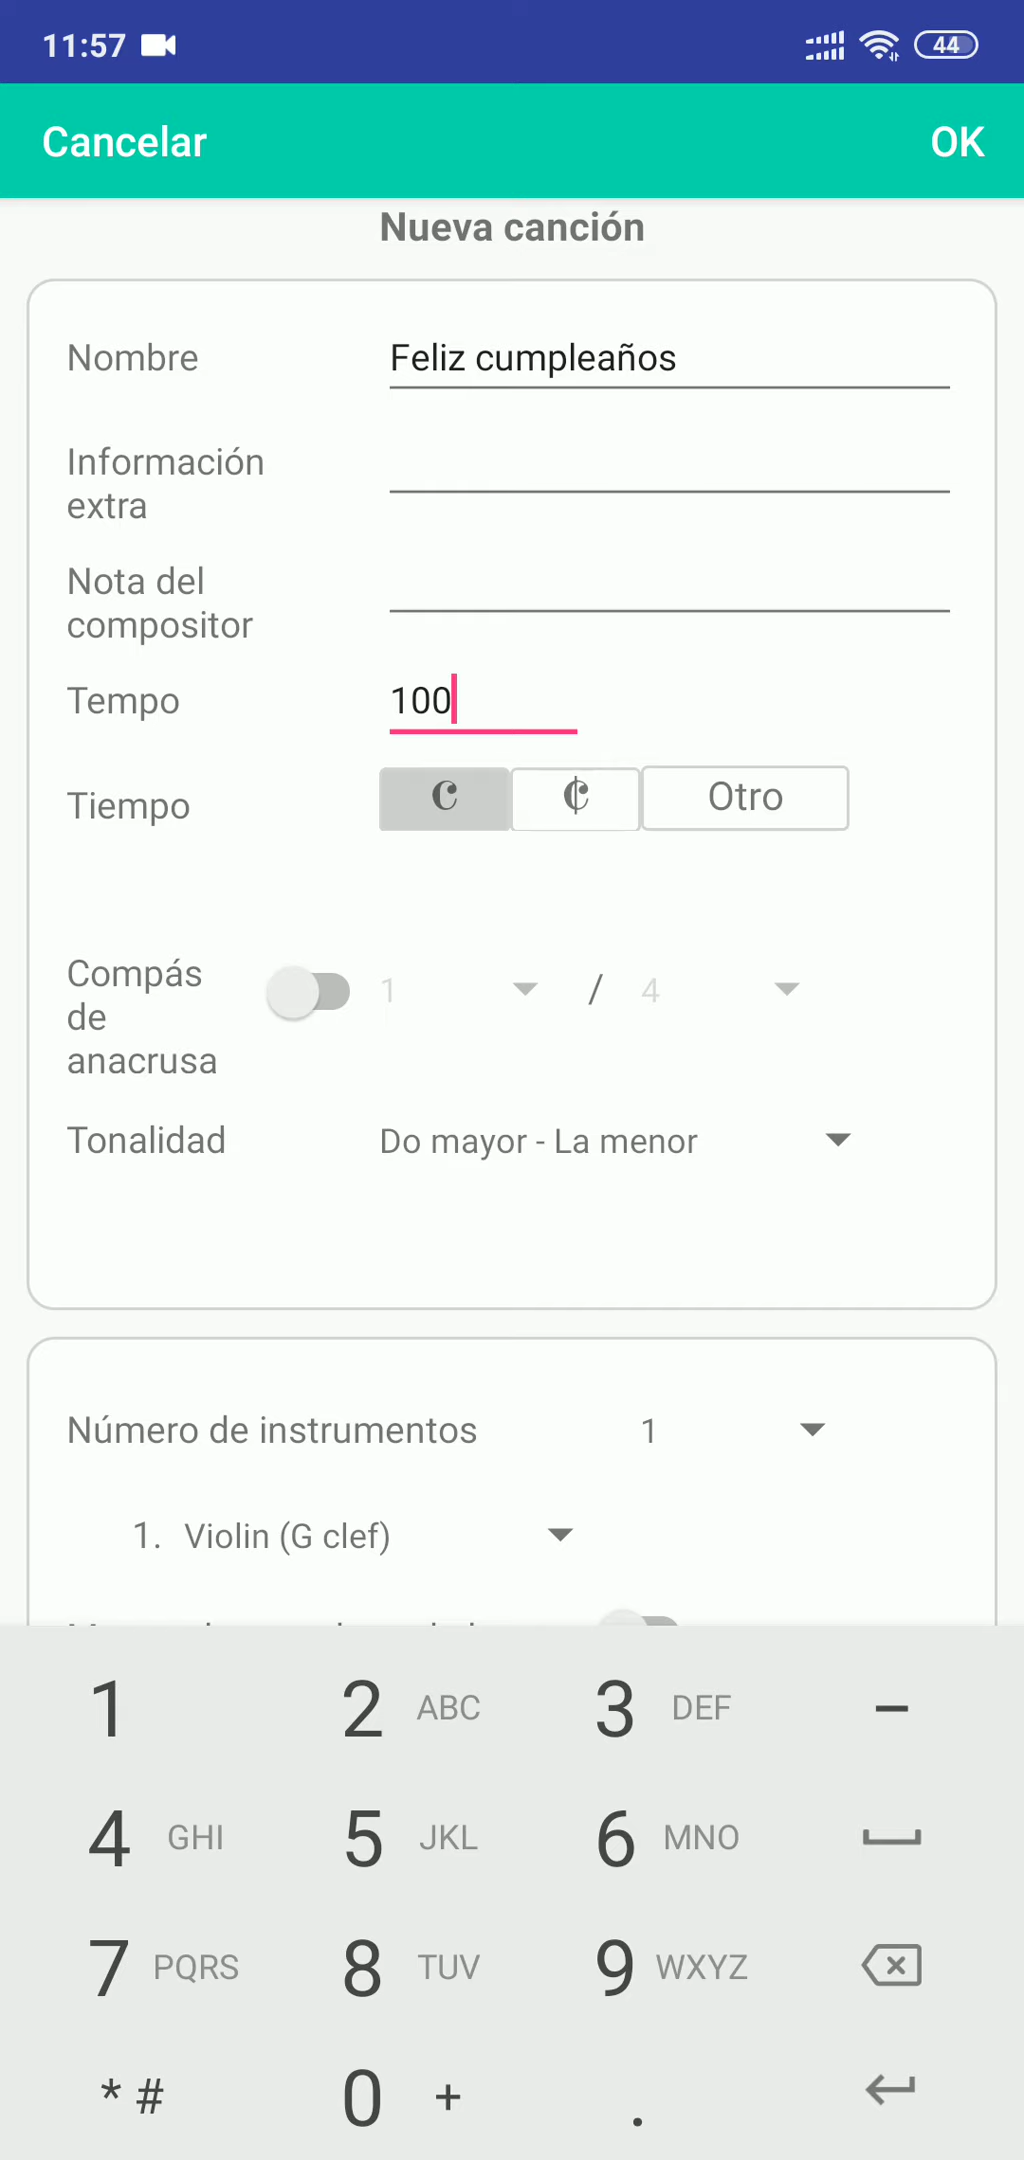 11:57
44
Cancelar
OK
Nueva canción
Nombre
Feliz cumpleaños
Información
extra
Nota del
compositor
Tempo
100
Tiempo
Otro
Compás
de
anacrusa
1
/
4
Tonalidad
Do mayor - La menor
Número de instrumentos
1
1. Violin (G clef)
1
2 ABC
3 DEF
–
4 GHI
5 JKL
6 MNO
7 PQRS
8 TUV
9 WXYZ
* #
0 +
.